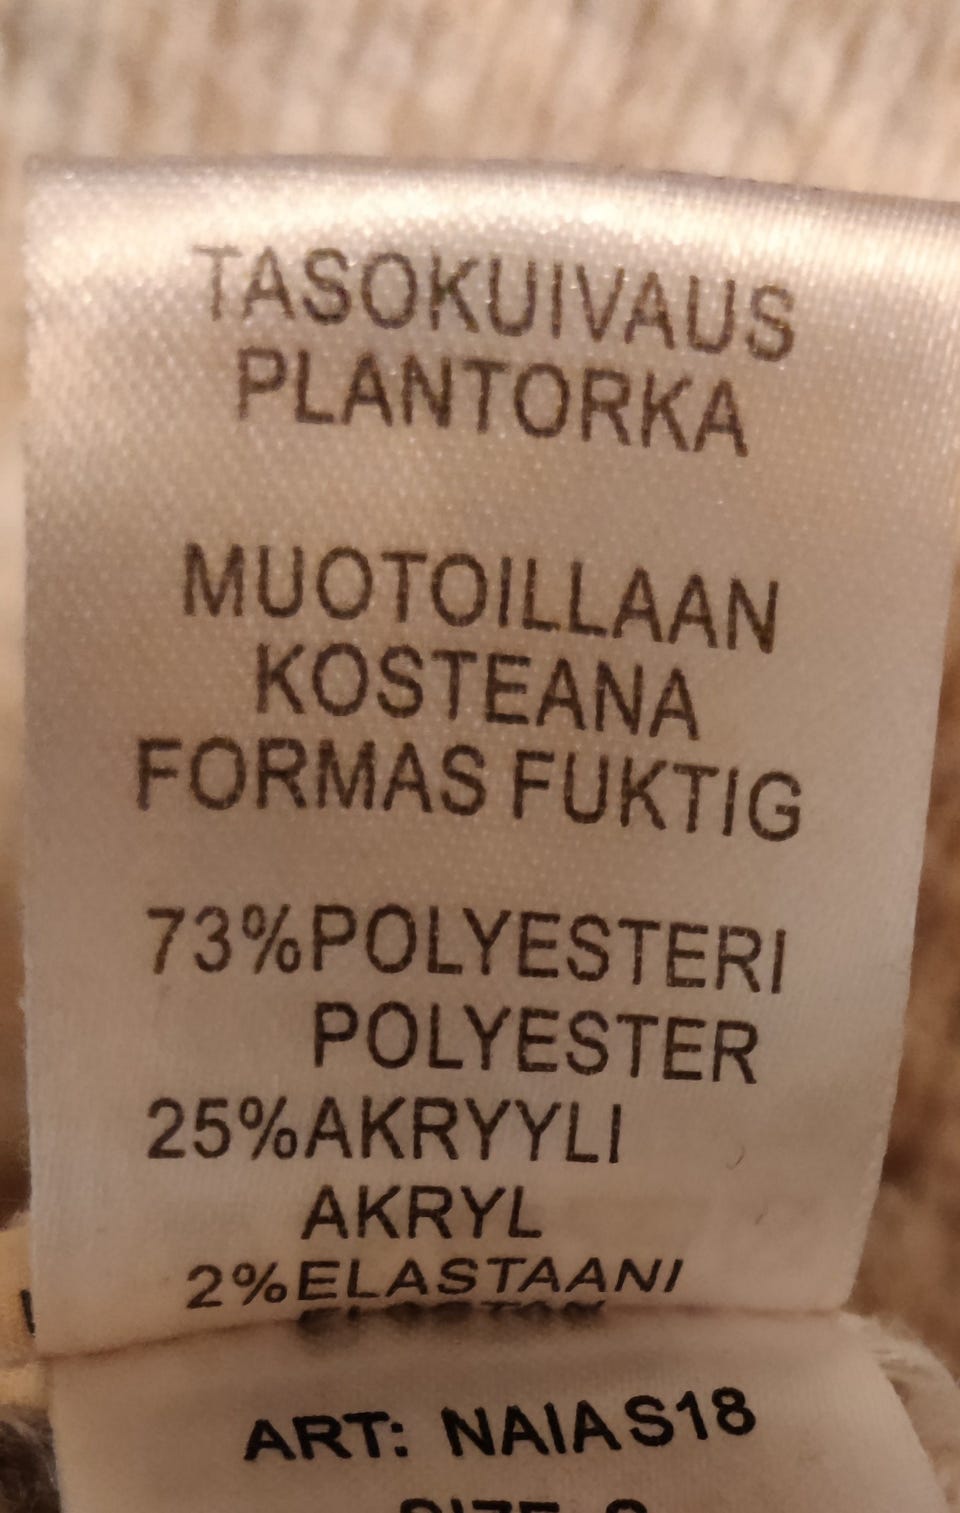 TASOKUIVAUS
PLANTORKA
MUOTOILLAAN
KOSTEANA
FORMAS FUKTIG
73%POLYESTERI
POLYESTER
25%AKRYYLI
AKRYL
2%ELASTAANI
ART: NAIAS18